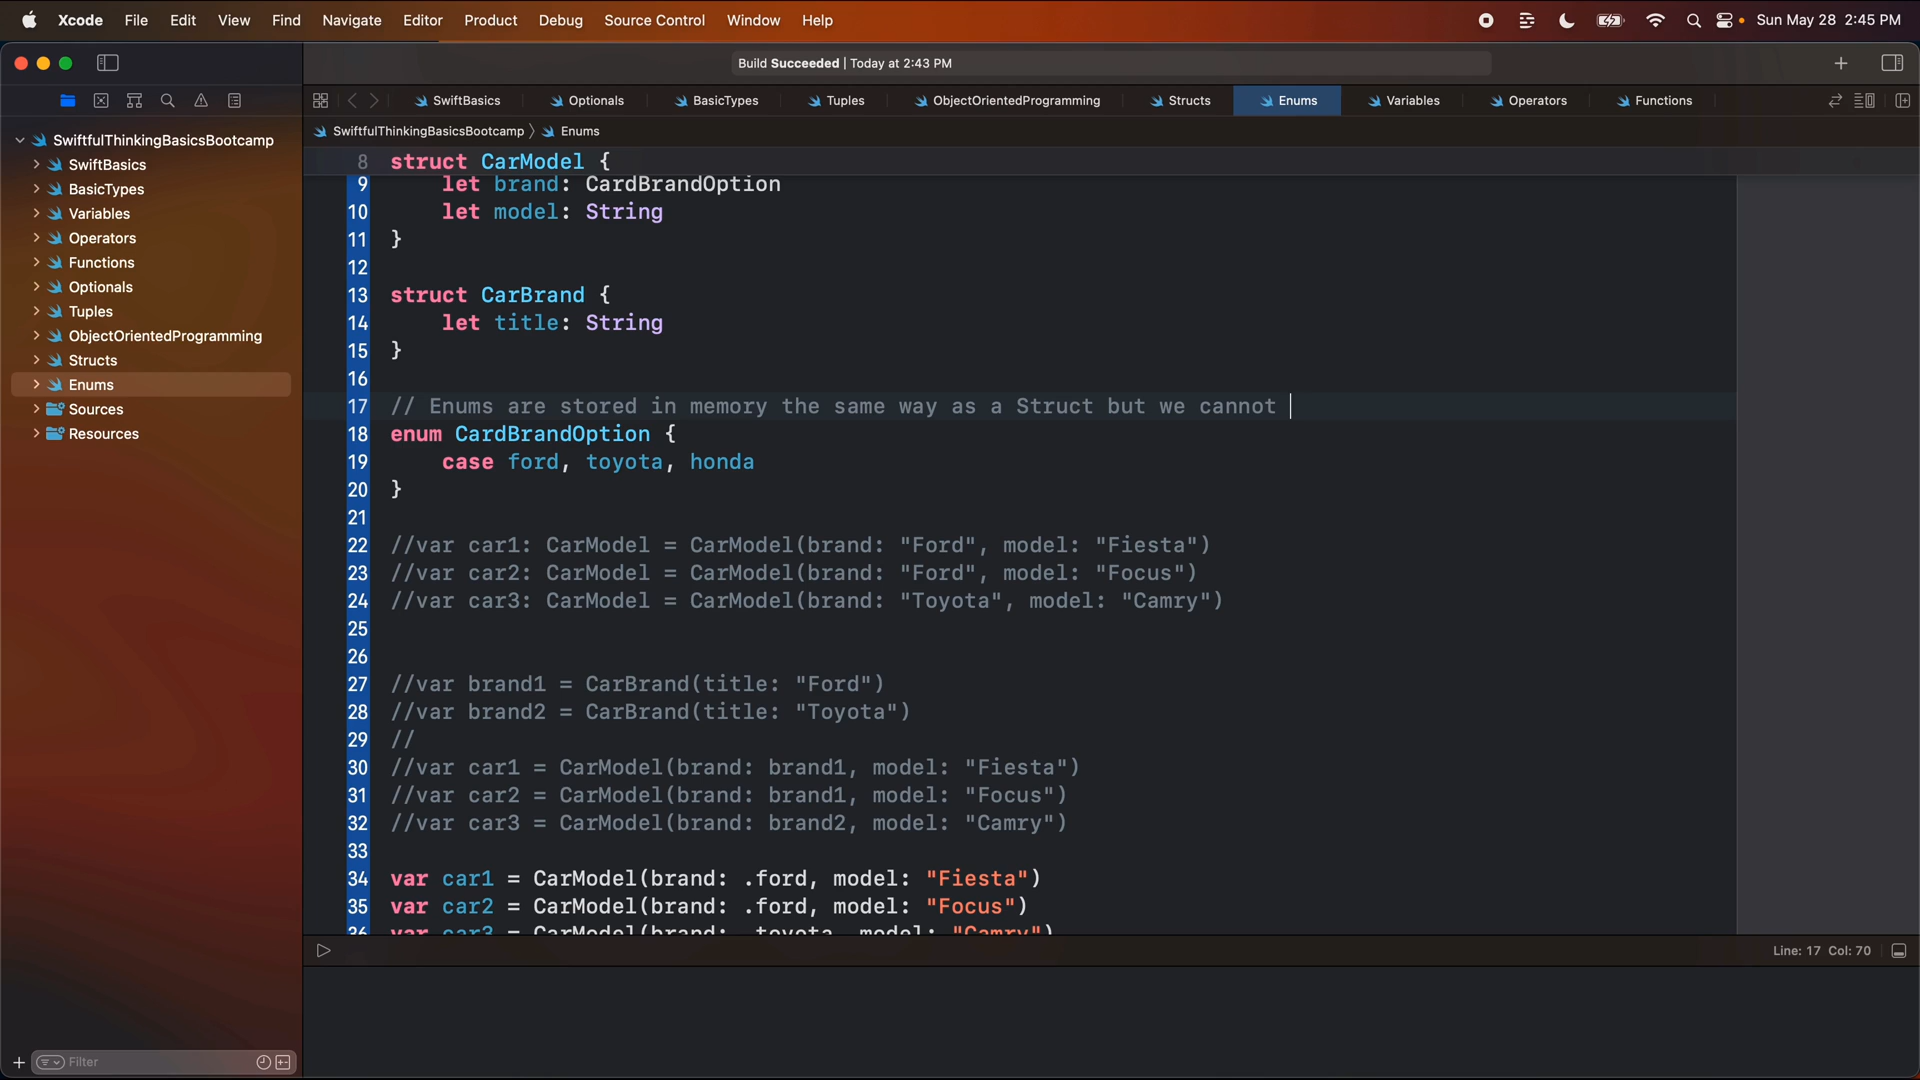 Xcode File Edit View Find Navigate Editor Product Debug Source Control Window Help Sun May 28 2:45 PM
Build Succeeded | Today at 2:43 PM
SwiftBasics Optionals BasicTypes Tuples ObjectOrientedProgramming Structs Enums Variables Operators Functions
SwiftfulThinkingBasicsBootcamp 〉 Enums
SwiftfulThinkingBasicsBootcamp
SwiftBasics
BasicTypes
Variables
Operators
Functions
Optionals
Tuples
ObjectOrientedProgramming
Structs
Enums
Sources
Resources
Filter
8 struct CarModel {
9 let brand: CardBrandOption
10 let model: String
11 }
12
13 struct CarBrand {
14 let title: String
15 }
16
17 // Enums are stored in memory the same way as a Struct but we cannot
18 enum CardBrandOption {
19 case ford, toyota, honda
20 }
21
22 //var car1: CarModel = CarModel(brand: "Ford", model: "Fiesta")
23 //var car2: CarModel = CarModel(brand: "Ford", model: "Focus")
24 //var car3: CarModel = CarModel(brand: "Toyota", model: "Camry")
25
26
27 //var brand1 = CarBrand(title: "Ford")
28 //var brand2 = CarBrand(title: "Toyota")
29 //
30 //var car1 = CarModel(brand: brand1, model: "Fiesta")
31 //var car2 = CarModel(brand: brand1, model: "Focus")
32 //var car3 = CarModel(brand: brand2, model: "Camry")
33
34 var car1 = CarModel(brand: .ford, model: "Fiesta")
35 var car2 = CarModel(brand: .ford, model: "Focus")
36 var car3 = CarModel(brand: .toyota, model: "Camry")
Line: 17 Col: 70